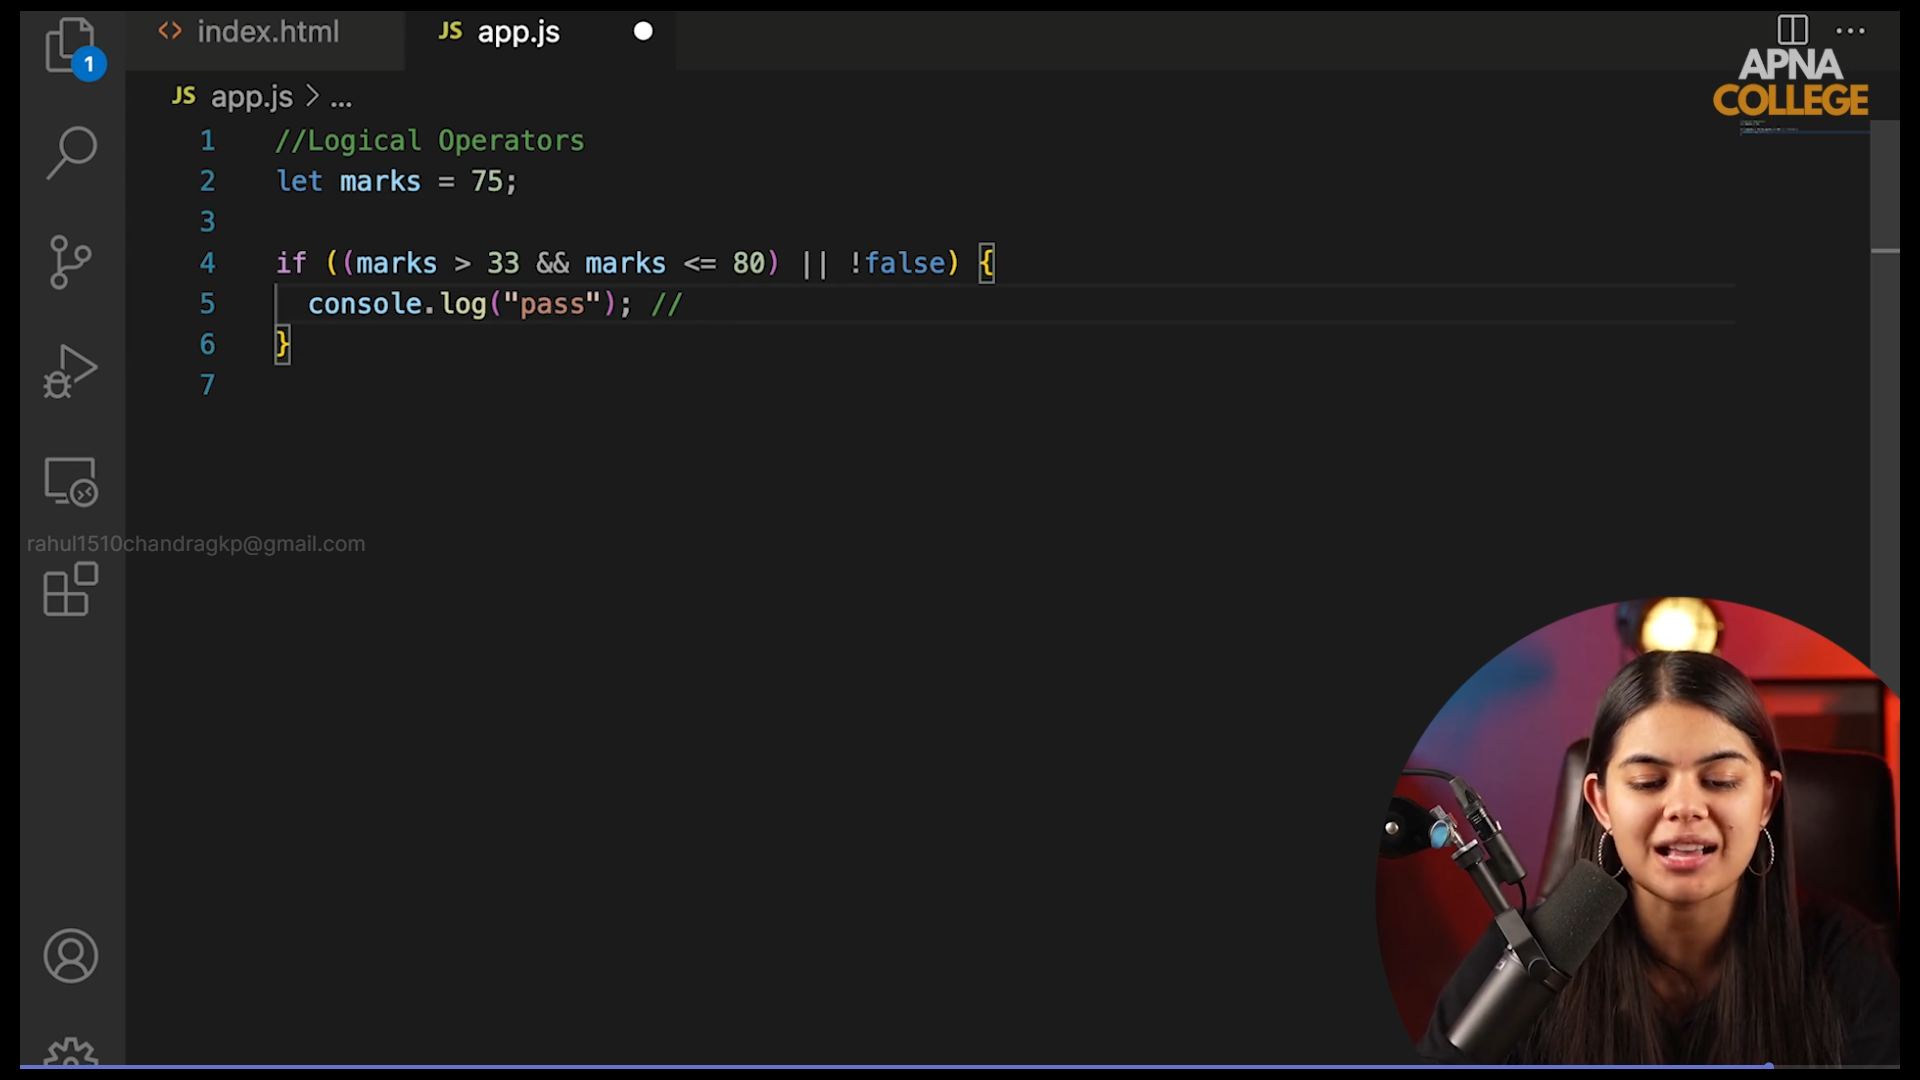 <> index.html JS app.js
JS app.js > ...
APNA
COLLEGE
1 //Logical Operators
2 let marks = 75;
3
4 if ((marks > 33 && marks <= 80) || !false) {
5 console.log("pass"); //
6 }
7
1
rahul1510chandragkp@gmail.com